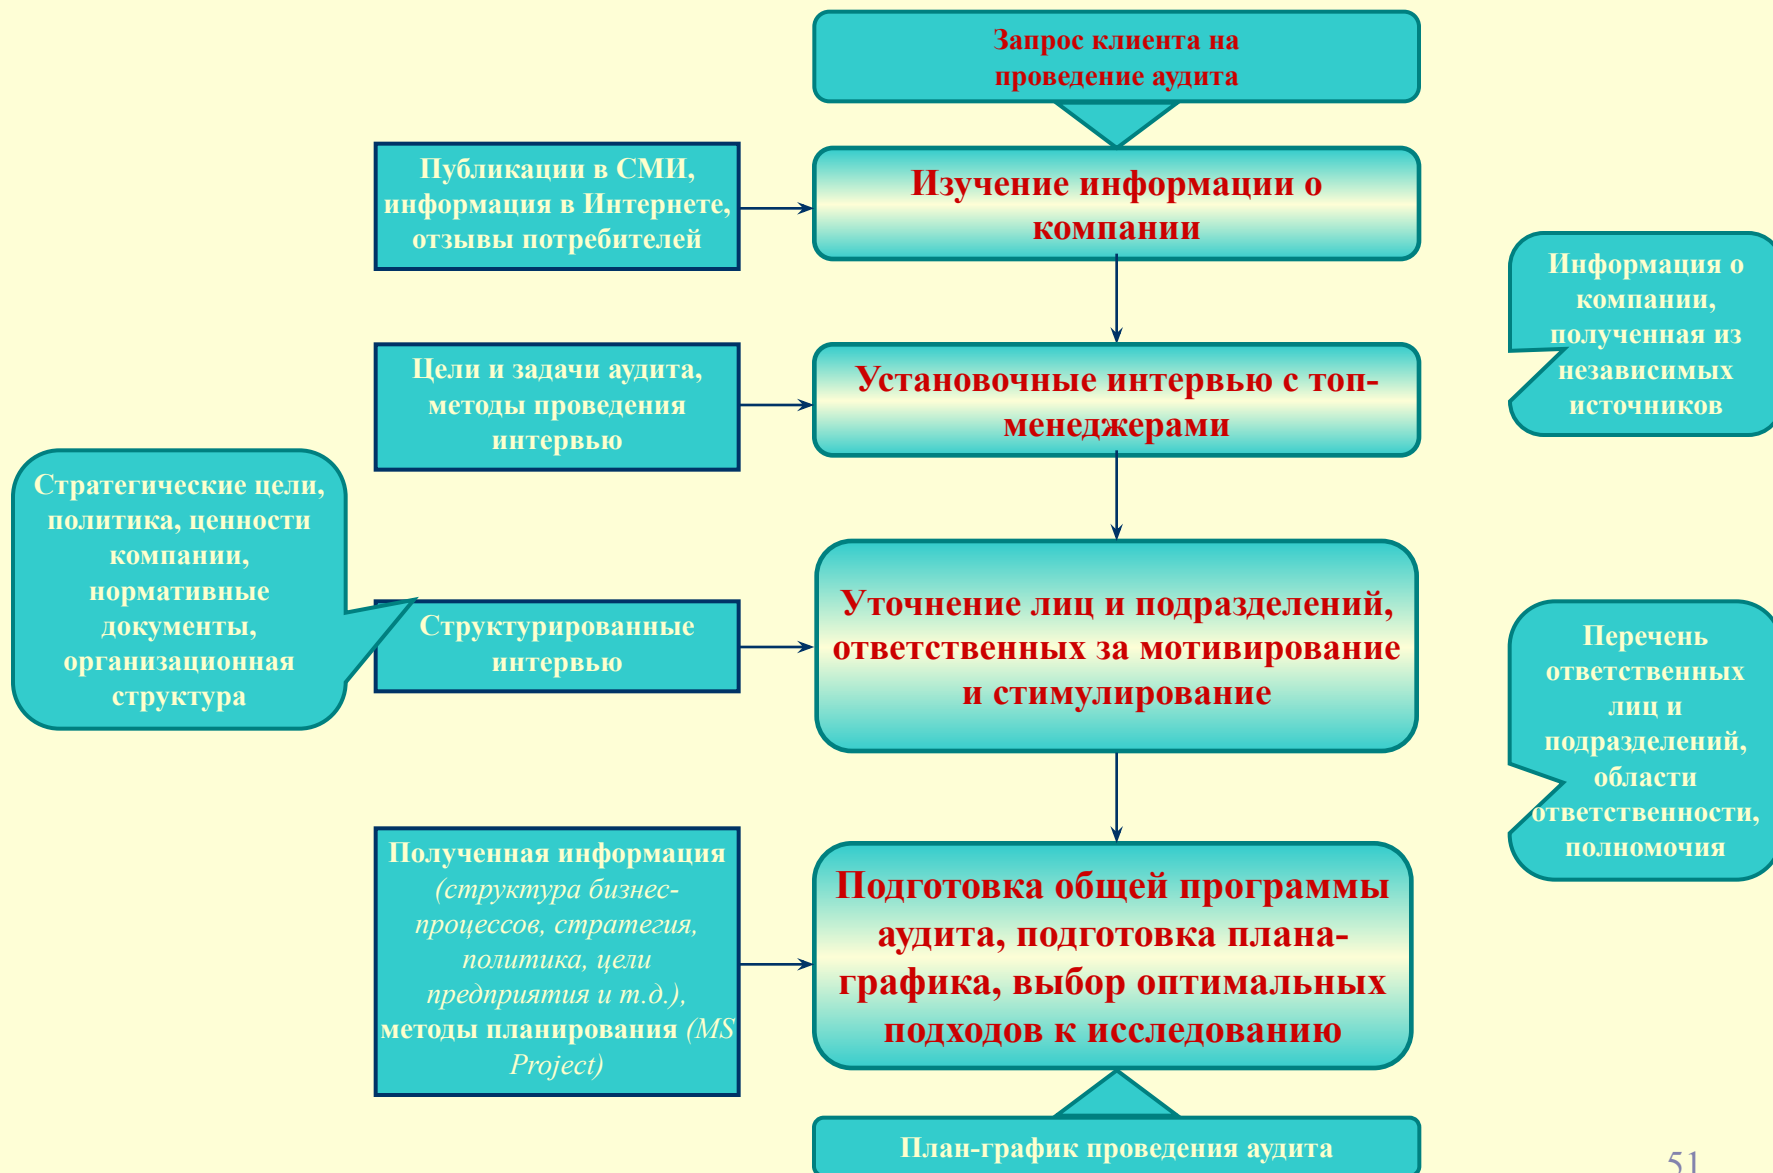 Запрос клиента на
проведение аудита
Публикации в СМИ,
информация в Интернете,
отзывы потребителей
Изучение информации о
компании
Информация о
компании,
полученная из
независимых
источников
Цели и задачи аудита,
методы проведения
интервью
Установочные интервью с топ-
менеджерами
Стратегические цели,
политика, ценности
компании,
нормативные
документы,
организационная
структура
Структурированные
интервью
Уточнение лиц и подразделений,
ответственных за мотивирование
и стимулирование
Перечень
ответственных
лиц и
подразделений,
области
ответственности,
полномочия
Полученная информация
(структура бизнес-
процессов, стратегия,
политика, цели
предприятия и т.д.),
методы планирования (MS
Project)
Подготовка общей программы
аудита, подготовка плана-
графика, выбор оптимальных
подходов к исследованию
План-график проведения аудита
51